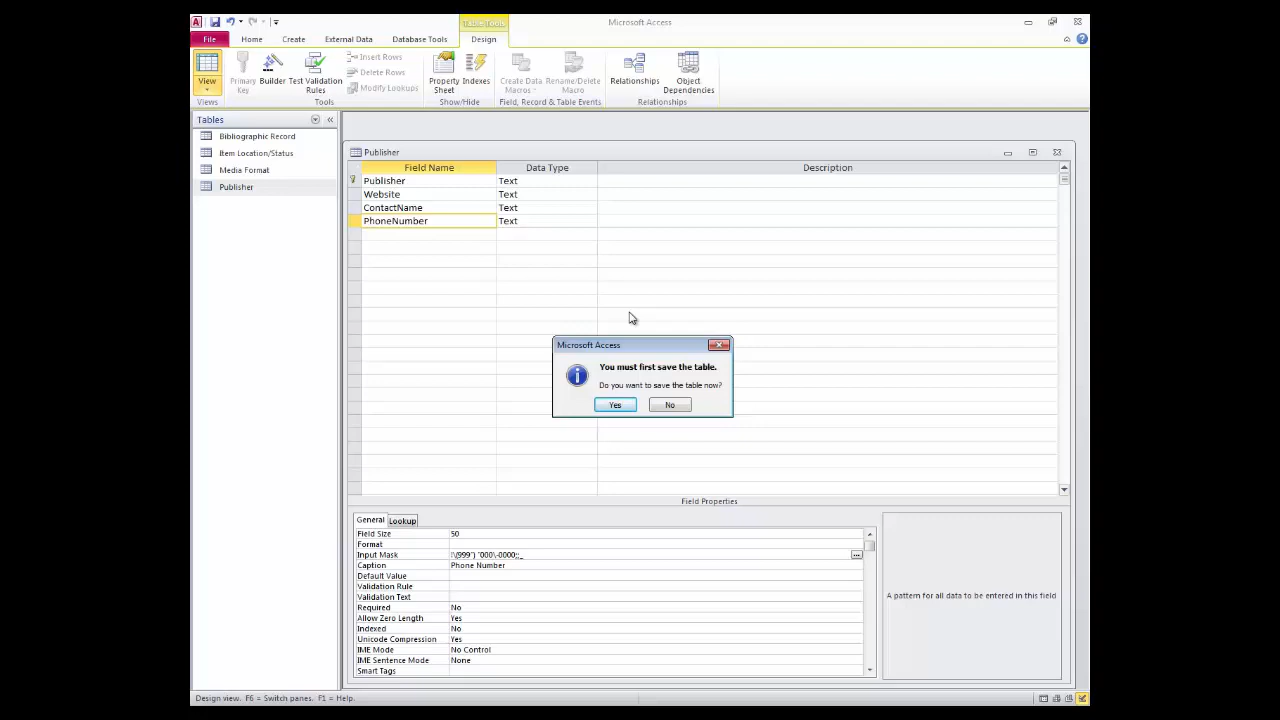 Table Tools
Microsoft Access
File Home Create External Data Database Tools Design
View
Primary Key
Builder
Test Validation Rules
Insert Rows
Delete Rows
Modify Lookups
Property Sheet
Indexes
Create Data Macros
Rename/Delete Macro
Relationships
Object Dependencies
Views Tools Show/Hide Field, Record & Table Events Relationships
Tables
Bibliographic Record
Item Location/Status
Media Format
Publisher
Publisher
Field Name Data Type Description
Publisher Text
Website Text
ContactName Text
PhoneNumber Text
Microsoft Access
You must first save the table.
Do you want to save the table now?
Yes No
Field Properties
General Lookup
Field Size 50
Format
Input Mask !\(999") "000\-0000;;_
Caption Phone Number
Default Value
Validation Rule
Validation Text
Required No
Allow Zero Length Yes
Indexed No
Unicode Compression Yes
IME Mode No Control
IME Sentence Mode None
Smart Tags
A pattern for all data to be entered in this field
Design view. F6 = Switch panes. F1 = Help.